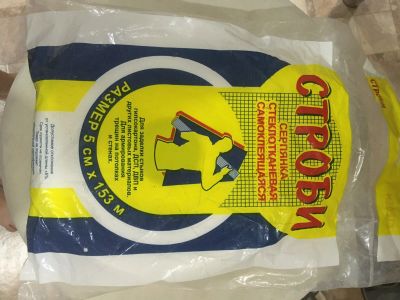 СТРОБИ
СЕРПЯНКА
СТЕКЛОТКАНЕВАЯ
САМОКЛЕЯЩАЯСЯ
Для заделки стыков
гипсокартона, ДСП, ДВП и
других листовых материалов.
Для армирования
трещин на потолках
и стенах.
РАЗМЕР 5 СМ Х 153 М